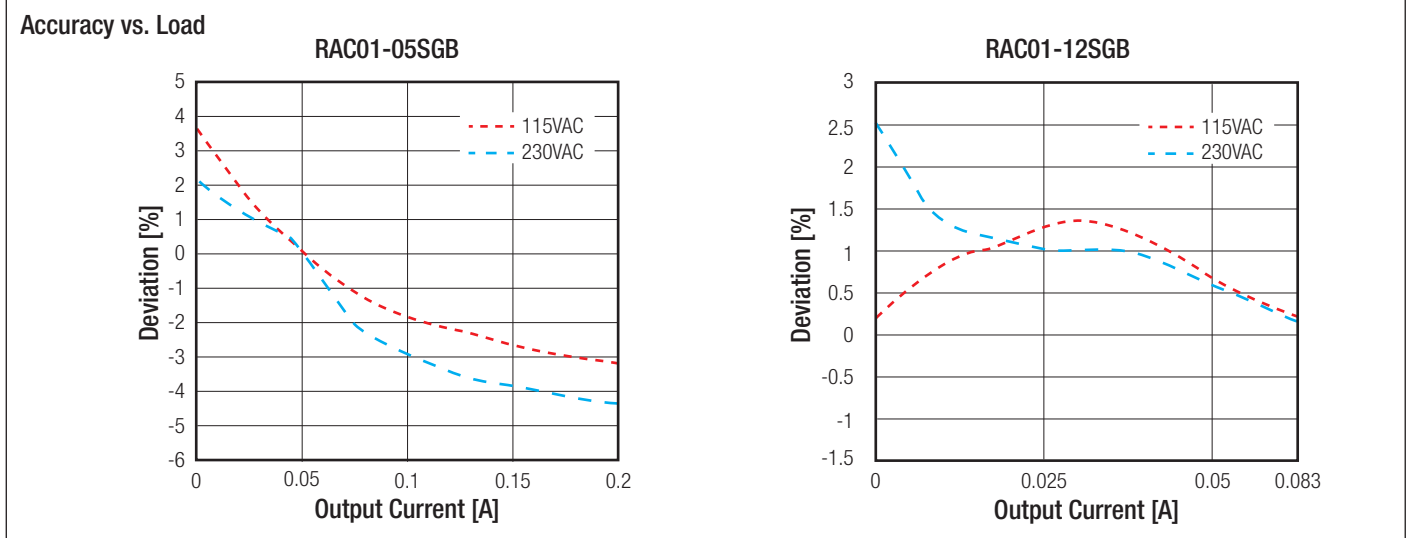 Accuracy vs. Load
RAC01-05SGB
5
4
3
2
1
0
-1
-2
-3
-4
-5
-6
Deviation [%]
115VAC
230VAC
0
0.05
0.1
0.15
0.2
Output Current [A]
RAC01-12SGB
3
2.5
2
1.5
1
0.5
0
-0.5
-1
-1.5
Deviation [%]
115VAC
230VAC
0
0.025
0.05
0.083
Output Current [A]